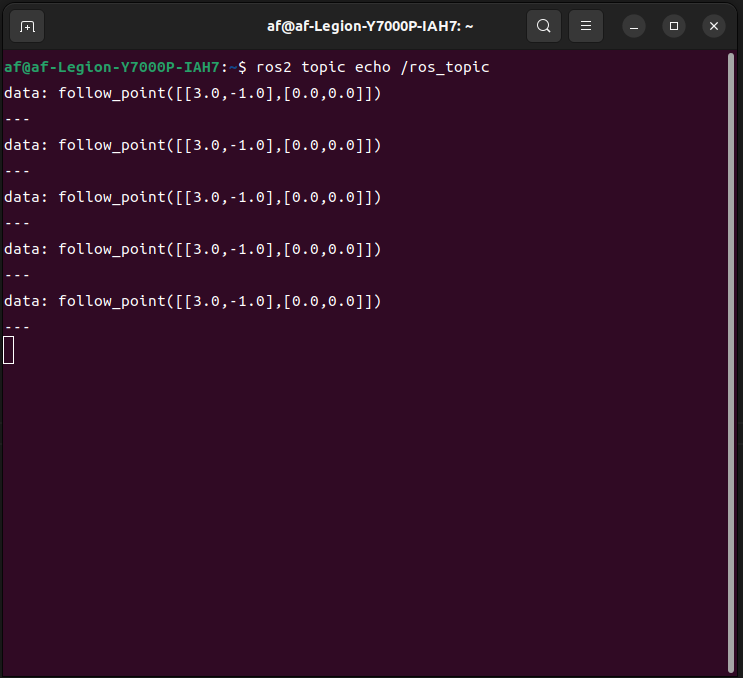 af@af-Legion-Y7000P-IAH7: ~
af@af-Legion-Y7000P-IAH7:~$ ros2 topic echo /ros_topic
data: follow_point([[3.0,-1.0],[0.0,0.0]])
---
data: follow_point([[3.0,-1.0],[0.0,0.0]])
---
data: follow_point([[3.0,-1.0],[0.0,0.0]])
---
data: follow_point([[3.0,-1.0],[0.0,0.0]])
---
data: follow_point([[3.0,-1.0],[0.0,0.0]])
---